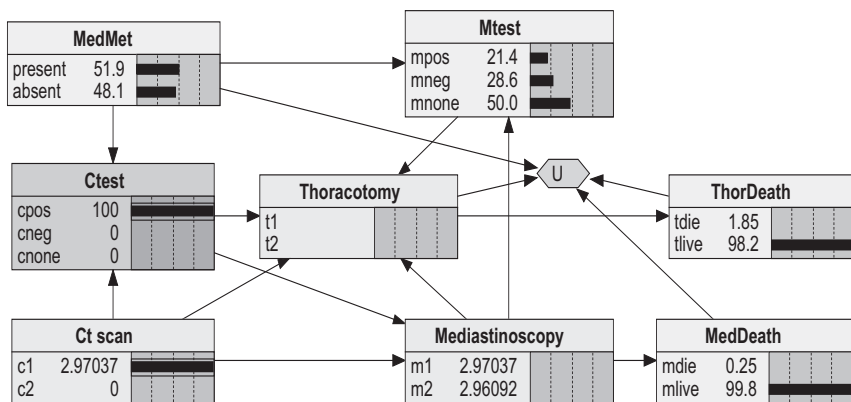 MedMet
present 51.9
absent 48.1
Mtest
mpos 21.4
mneg 28.6
mnone 50.0
Ctest
cpos 100
cneg 0
cnone 0
Thoracotomy
t1
t2
U
ThorDeath
tdie 1.85
tlive 98.2
Ct scan
c1 2.97037
c2 0
Mediastinoscopy
m1 2.97037
m2 2.96092
MedDeath
mdie 0.25
mlive 99.8